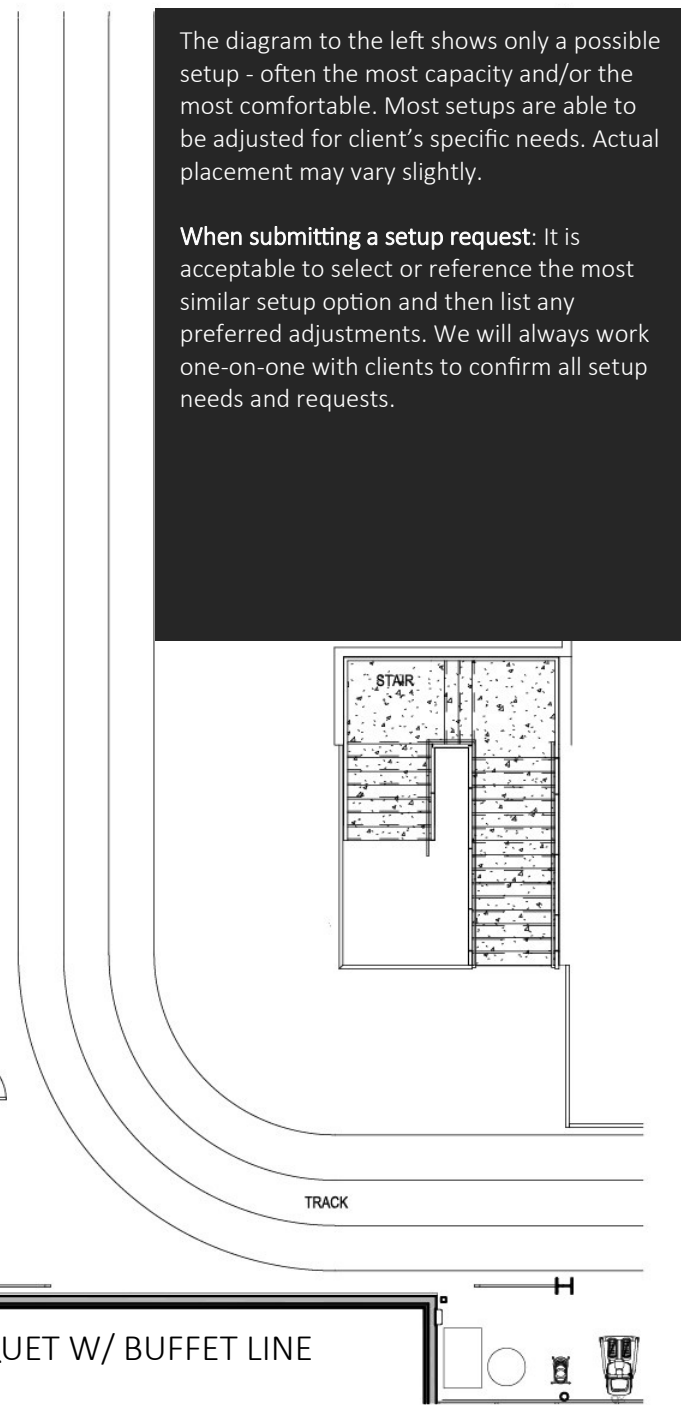 The diagram to the left shows only a possible
setup - often the most capacity and/or the
most comfortable. Most setups are able to
be adjusted for client's specific needs. Actual
placement may vary slightly.
When submitting a setup request: It is
acceptable to select or reference the most
similar setup option and then list any
preferred adjustments. We will always work
one-on-one with clients to confirm all setup
needs and requests.
STAIR
TRACK
UET W/ BUFFET LINE